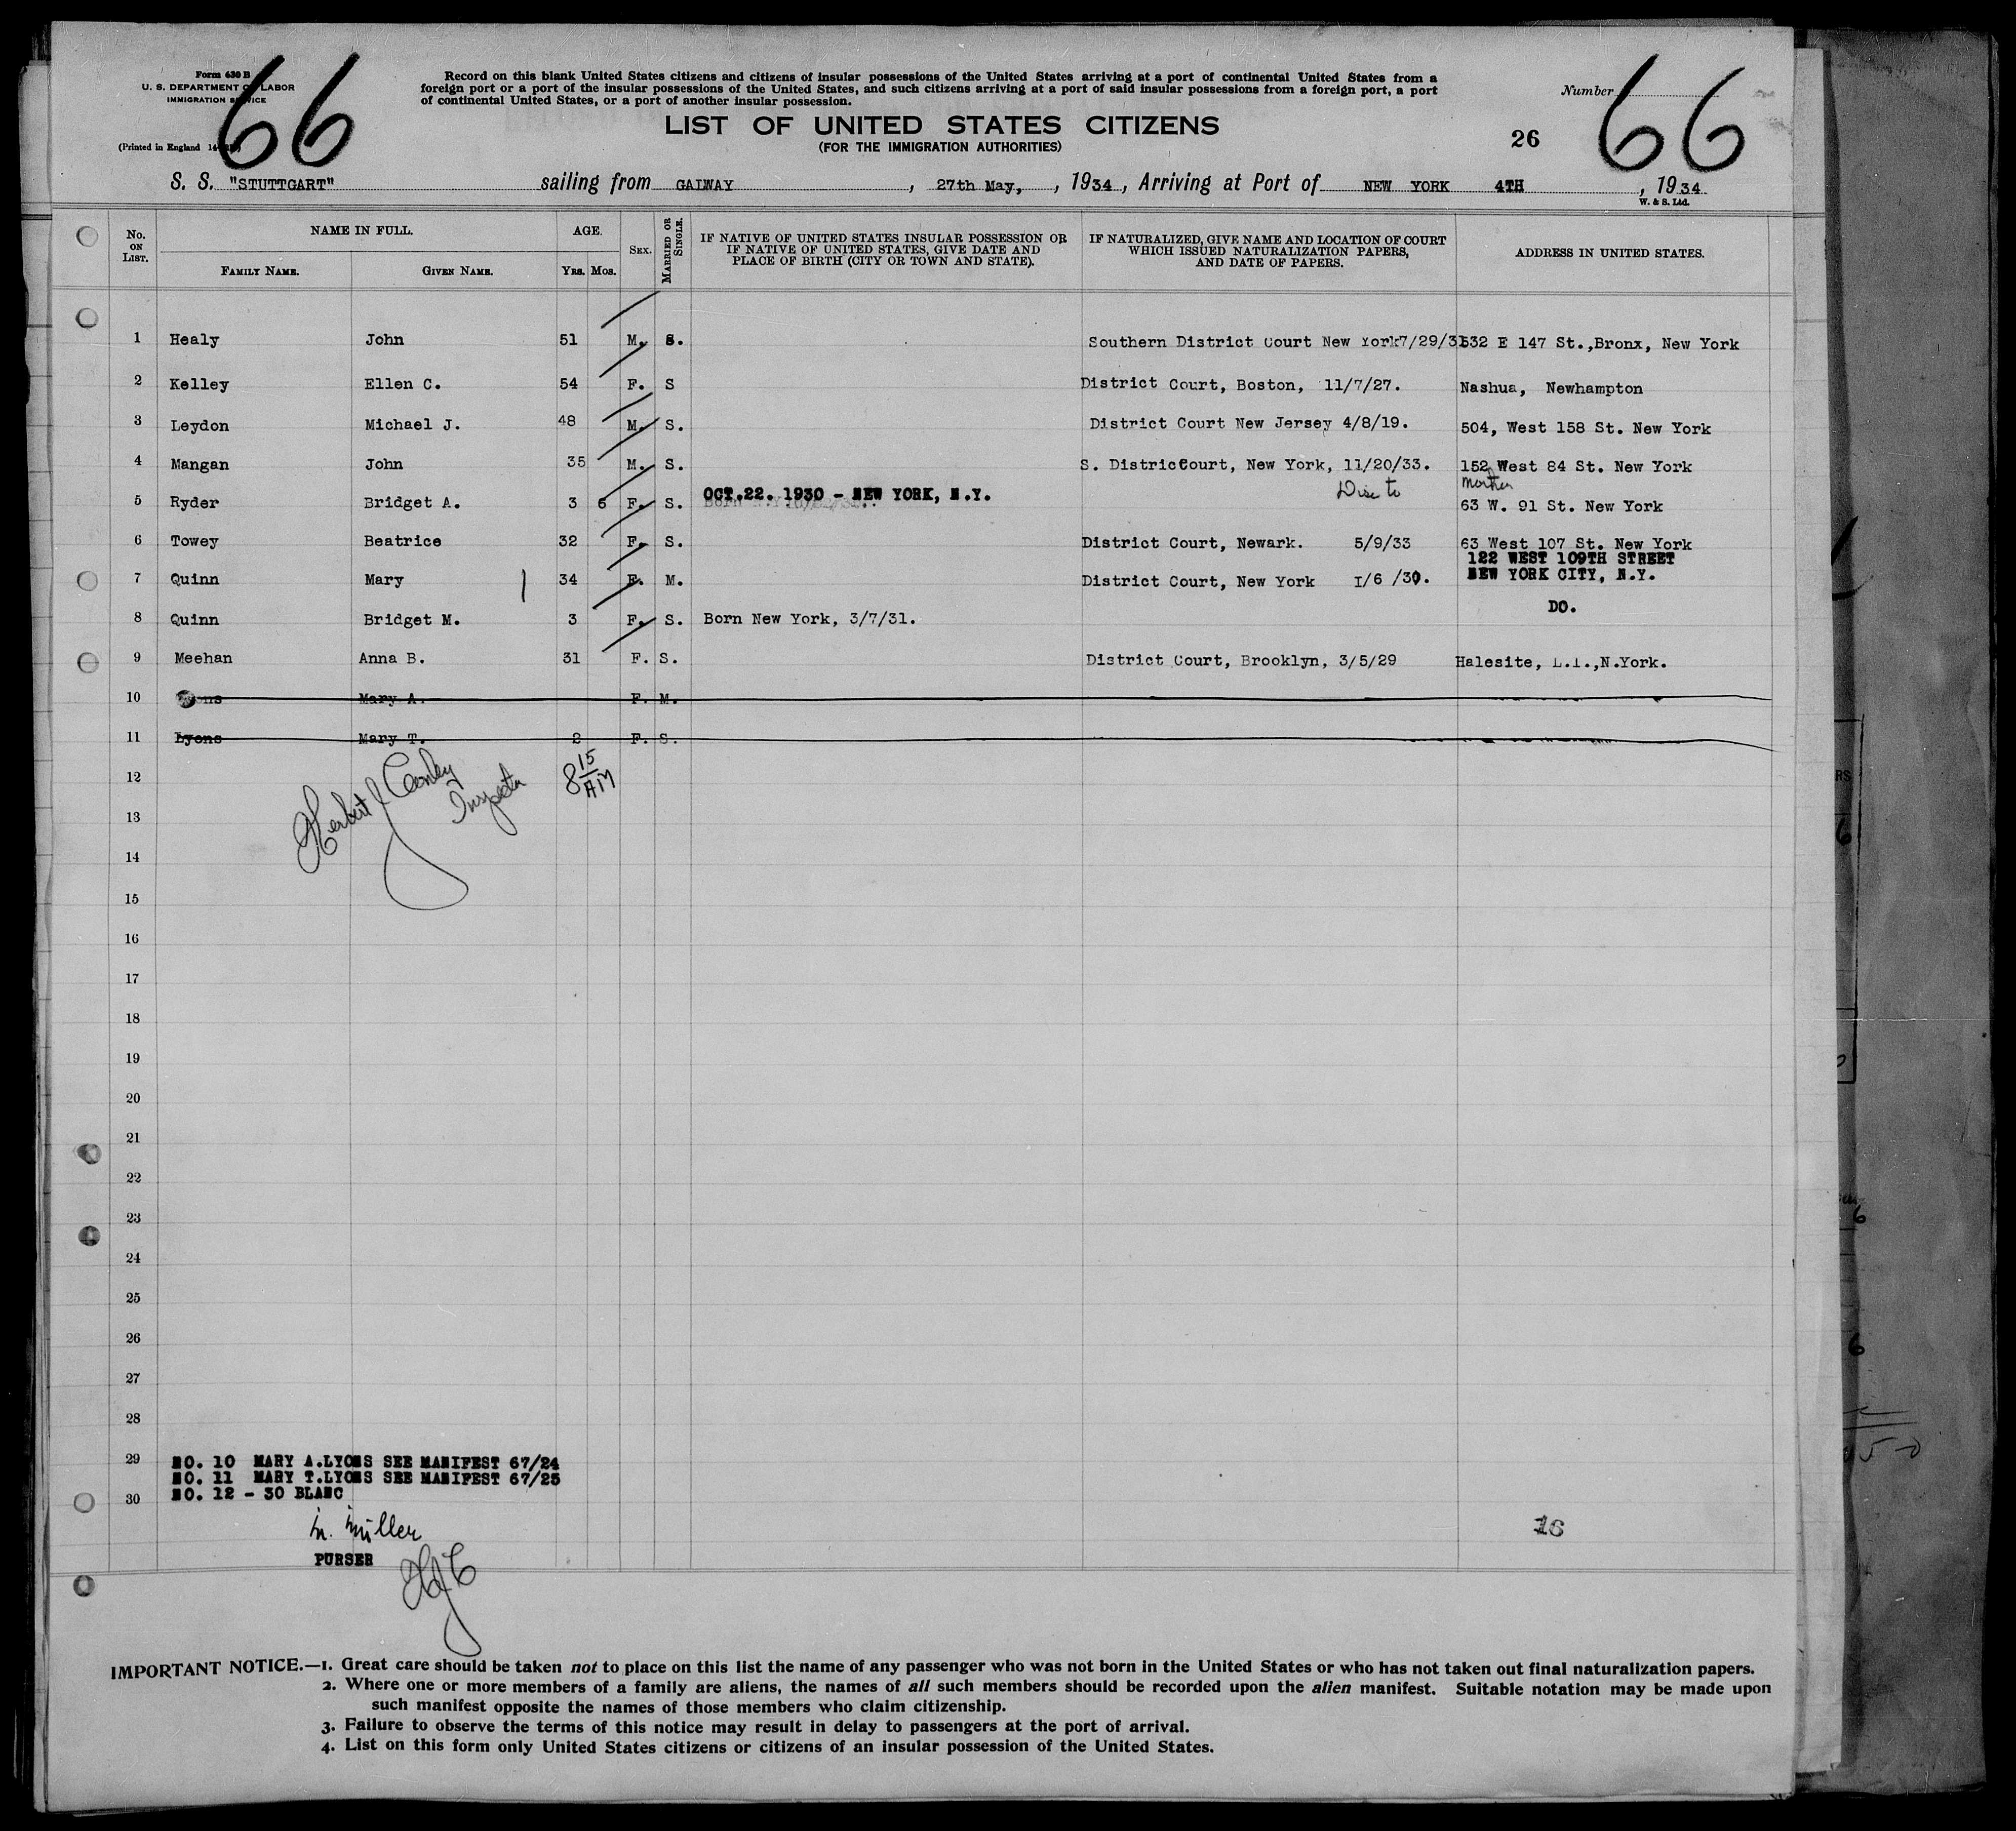 66
Form 630 B
U. S. DEPARTMENT OF LABOR
IMMIGRATION SERVICE
(Printed in England
Record on this blank United States citizens and citizens of insular possessions of the United States arriving at a port of continental United States from a
foreign port or a port of the insular possessions of the United States, and such citizens arriving at a port of said insular possessions from a foreign port, a port
of continental United States, or a port of another insular possession.
Number 66
LIST OF UNITED STATES CITIZENS
(FOR THE IMMIGRATION AUTHORITIES)
26
S. S. "STUTTGART" sailing from GALWAY, 27th May, , 1934, Arriving at Port of NEW YORK 4TH, 1934
W. & S. Ltd.
No. ON LIST. NAME IN FULL. FAMILY NAME. GIVEN NAME. AGE. YRS. MOS. SEX. MARRIED OR SINGLE. IF NATIVE OF UNITED STATES INSULAR POSSESSION OR IF NATIVE OF UNITED STATES, GIVE DATE AND PLACE OF BIRTH (CITY OR TOWN AND STATE). IF NATURALIZED, GIVE NAME AND LOCATION OF COURT WHICH ISSUED NATURALIZATION PAPERS, AND DATE OF PAPERS. ADDRESS IN UNITED STATES.
1 Healy John 51 M. S. Southern District Court New York 7/29/31 532 E 147 St.,Bronx, New York
2 Kelley Ellen C. 54 F. S District Court, Boston, 11/7/27. Nashua, Newhampton
3 Leydon Michael J. 48 M. S. District Court New Jersey 4/8/19. 504, West 158 St. New York
4 Mangan John 35 M. S. S. DistricCourt, New York, 11/20/33. 152 West 84 St. New York
5 Ryder Bridget A. 3 6 F. S. OCT.22. 1930 - NEW YORK, N.Y. Disc to mother 63 W. 91 St. New York
6 Towey Beatrice 32 F. S. District Court, Newark. 5/9/33 63 West 107 St. New York
7 Quinn Mary 34 F. M. District Court, New York I/6 /30. 122 WEST 109TH STREET
NEW YORK CITY, N.Y.
8 Quinn Bridget M. 3 F. S. Born New York, 3/7/31. DO.
9 Meehan Anna B. 31 F. S. District Court, Brooklyn, 3/5/29 Halesite, L.I.,N.York.
10 Lyons Mary A. F. M.
11 Lyons Mary T. 2 F. S.
12
Herbert J Conley
Inspector
8 15 AM
13
14
15
16
17
18
19
20
21
22
23
24
25
26
27
28
29 NO. 10 MARY A.LYONS SEE MANIFEST 67/24
NO. 11 MARY T.LYONS SEE MANIFEST 67/25
30 NO. 12 - 30 BLANC
M. Müller
PURSER
HJC
16
IMPORTANT NOTICE.—1. Great care should be taken not to place on this list the name of any passenger who was not born in the United States or who has not taken out final naturalization papers.
2. Where one or more members of a family are aliens, the names of all such members should be recorded upon the alien manifest. Suitable notation may be made upon
such manifest opposite the names of those members who claim citizenship.
3. Failure to observe the terms of this notice may result in delay to passengers at the port of arrival.
4. List on this form only United States citizens or citizens of an insular possession of the United States.